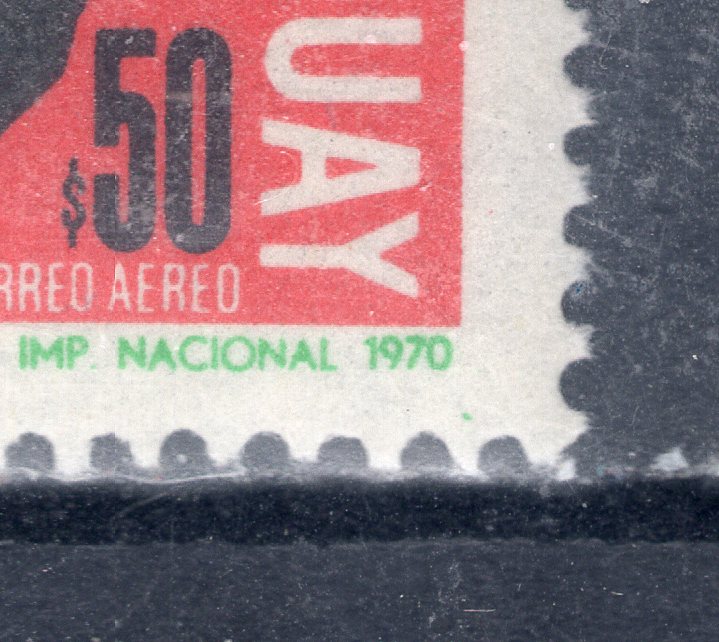 UAY
$50
RREO AEREO
IMP. NACIONAL 1970